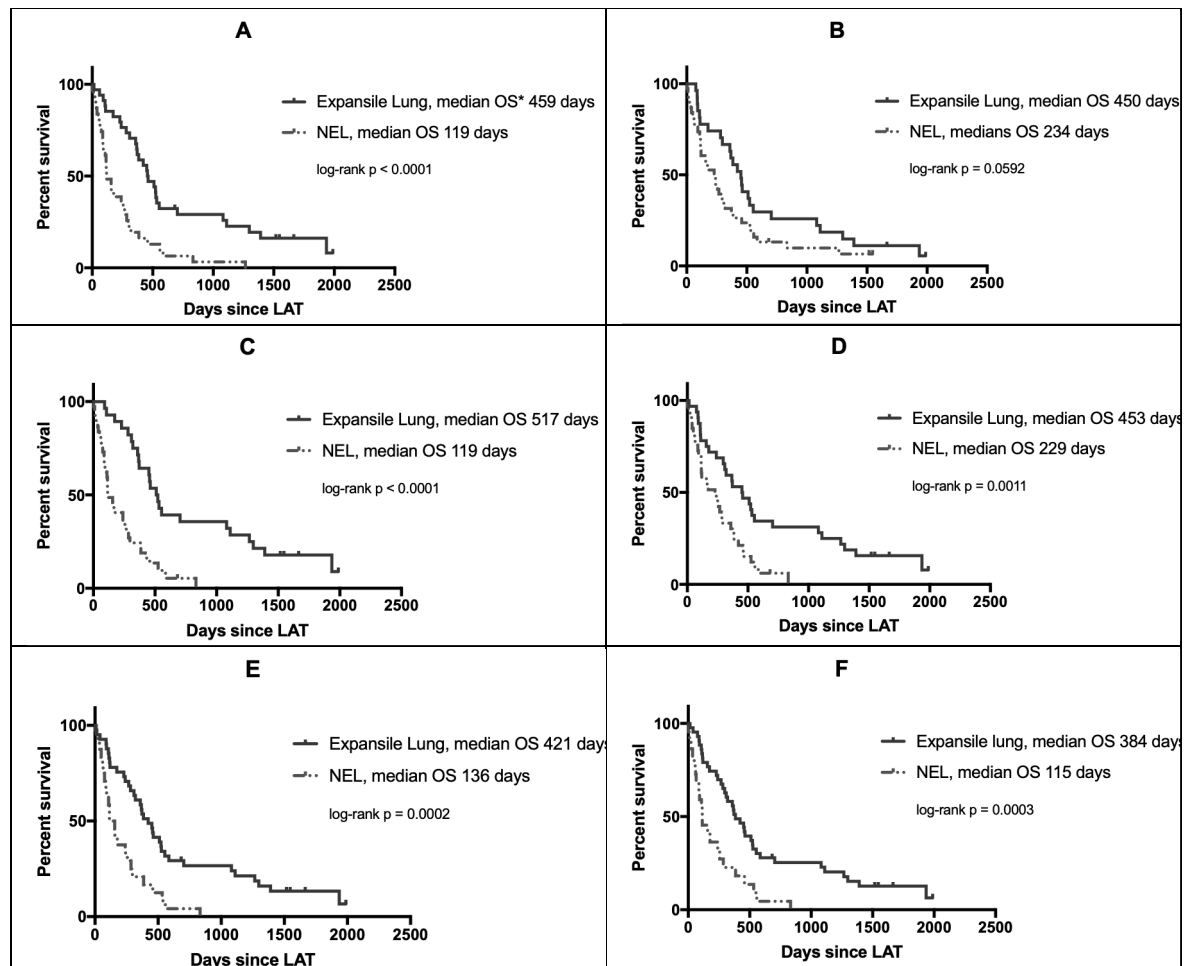 A
Percent survival
100
50
0
0 500 1000 1500 2000 2500
Days since LAT
Expansile Lung, median OS* 459 days
NEL, median OS 119 days
log-rank p < 0.0001
B
Percent survival
100
50
0
0 500 1000 1500 2000 2500
Days since LAT
Expansile Lung, median OS 450 days
NEL, medians OS 234 days
log-rank p = 0.0592
C
Percent survival
100
50
0
0 500 1000 1500 2000 2500
Days since LAT
Expansile Lung, median OS 517 days
NEL, median OS 119 days
log-rank p < 0.0001
D
Percent survival
100
50
0
0 500 1000 1500 2000 2500
Days since LAT
Expansile Lung, median OS 453 days
NEL, median OS 229 days
log-rank p = 0.0011
E
Percent survival
100
50
0
0 500 1000 1500 2000 2500
Days since LAT
Expansile Lung, median OS 421 days
NEL, median OS 136 days
log-rank p = 0.0002
F
Percent survival
100
50
0
0 500 1000 1500 2000 2500
Days since LAT
Expansile lung, median OS 384 days
NEL, median OS 115 days
log-rank p = 0.0003